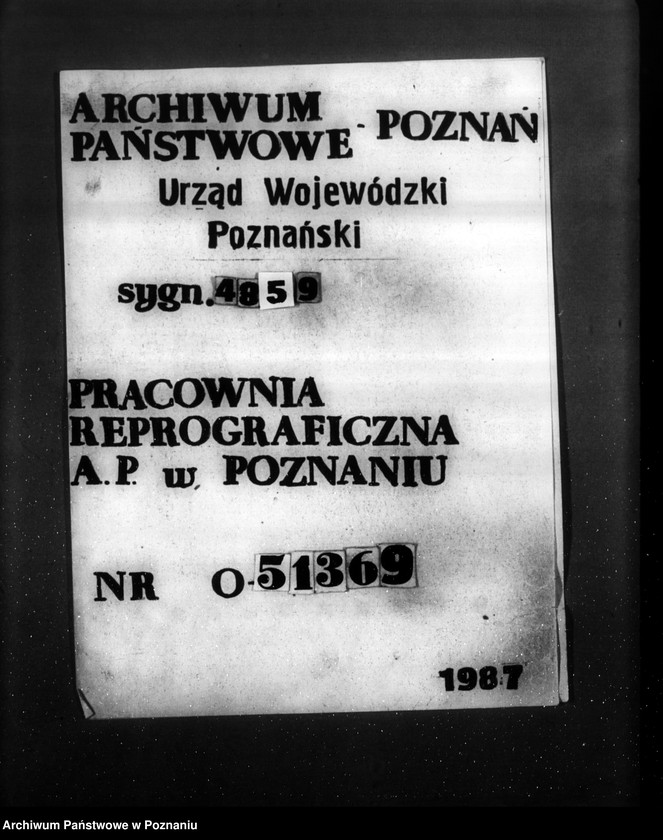 ARCHIWUM
PAŃSTWOWE - POZNAŃ
Urząd Wojewódzki
Poznański
sygn. 4859
PRACOWNIA
REPROGRAFICZNA
A.P. w POZNANIU
NR O-51369
1987
Archiwum Państwowe w Poznaniu